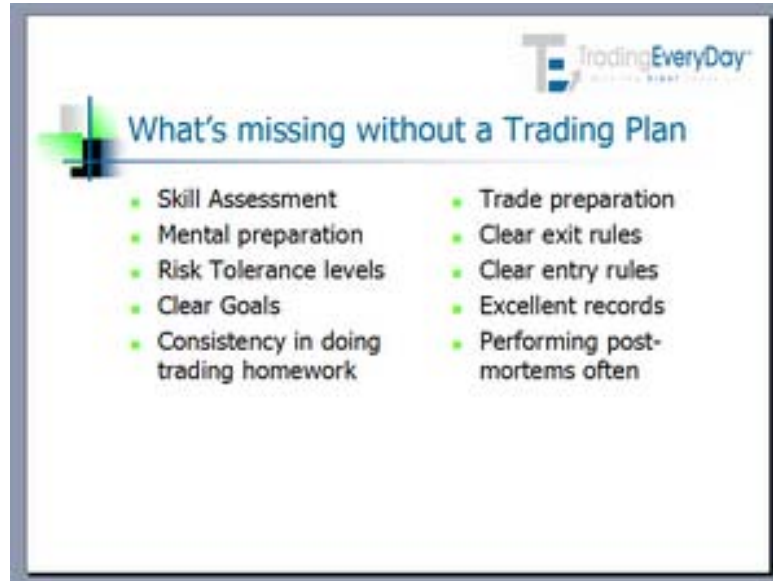 TradingEveryDay
What's missing without a Trading Plan
Skill Assessment
Mental preparation
Risk Tolerance levels
Clear Goals
Consistency in doing
trading homework
Trade preparation
Clear exit rules
Clear entry rules
Excellent records
Performing post-
mortems often